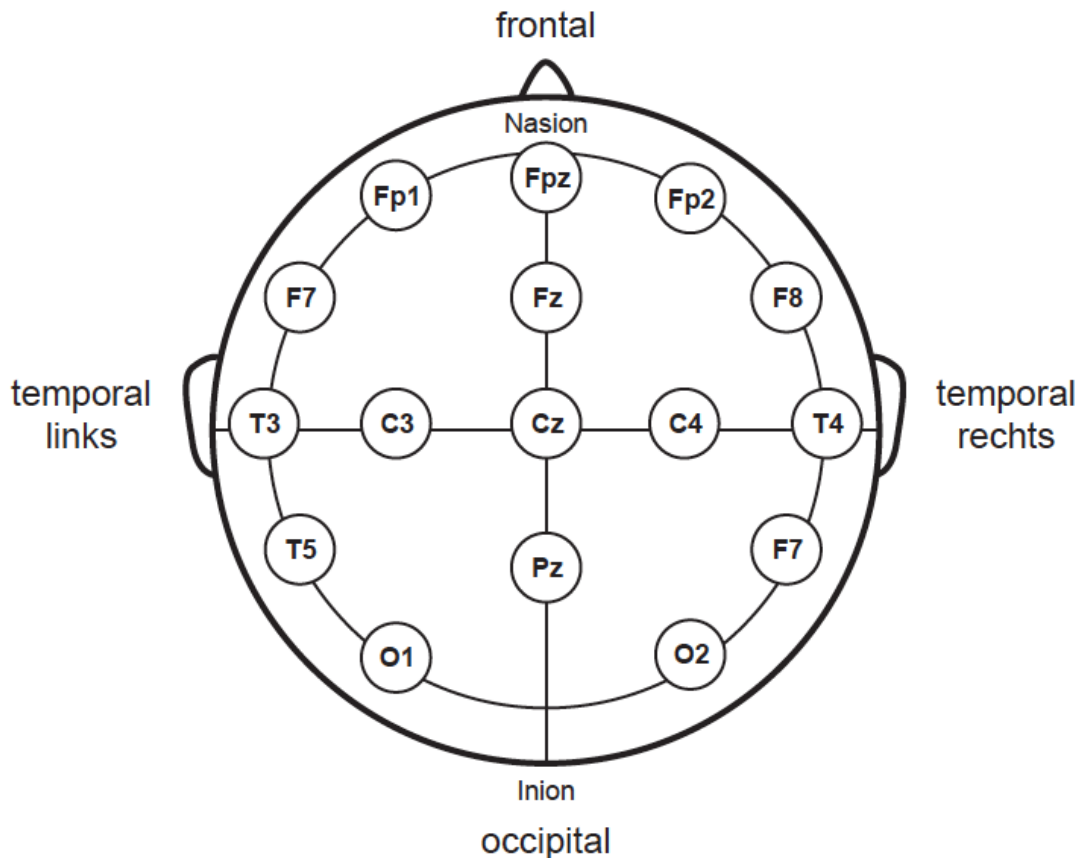 frontal
Nasion
Fp1 Fpz Fp2
F7 Fz F8
temporal
links
T3 C3 Cz C4 T4
temporal
rechts
T5 Pz F7
O1 O2
Inion
occipital